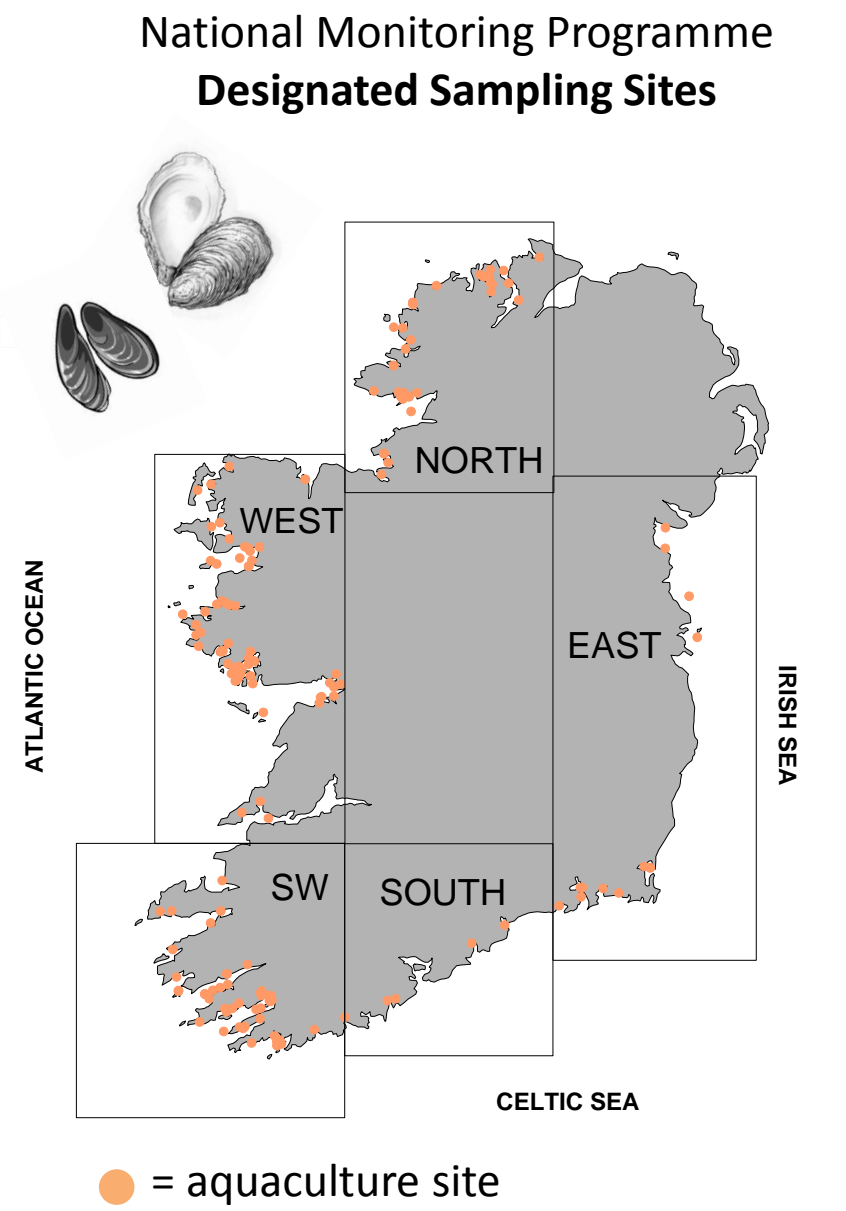 National Monitoring Programme
Designated Sampling Sites
NORTH
WEST
ATLANTIC OCEAN
EAST
IRISH SEA
SW
SOUTH
CELTIC SEA
= aquaculture site